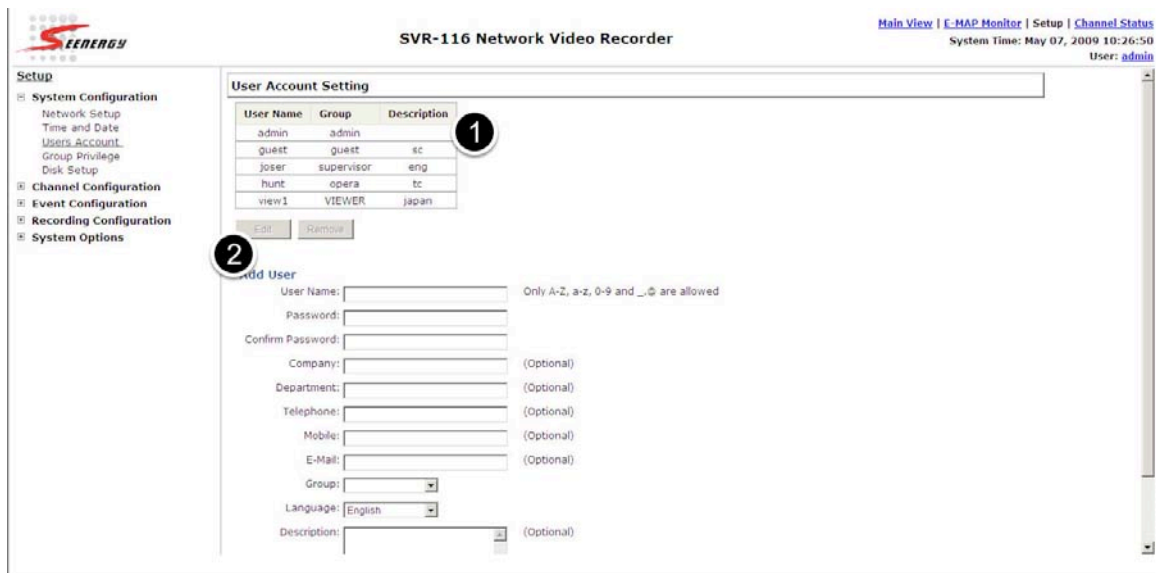 SEENERGY
SVR-116 Network Video Recorder
Main View | E-MAP Monitor | Setup | Channel Status
System Time: May 07, 2009 10:26:50
User: admin
Setup
System Configuration
Network Setup
Time and Date
Users Account
Group Privilege
Disk Setup
Channel Configuration
Event Configuration
Recording Configuration
System Options
User Account Setting
User Name Group Description
admin admin
guest guest sc
joser supervisor eng
hunt opera tc
view1 VIEWER japan
1
Edit Remove
2
Add User
User Name: Only A-Z, a-z, 0-9 and _.@ are allowed
Password:
Confirm Password:
Company: (Optional)
Department: (Optional)
Telephone: (Optional)
Mobile: (Optional)
E-Mail: (Optional)
Group:
Language: English
Description: (Optional)